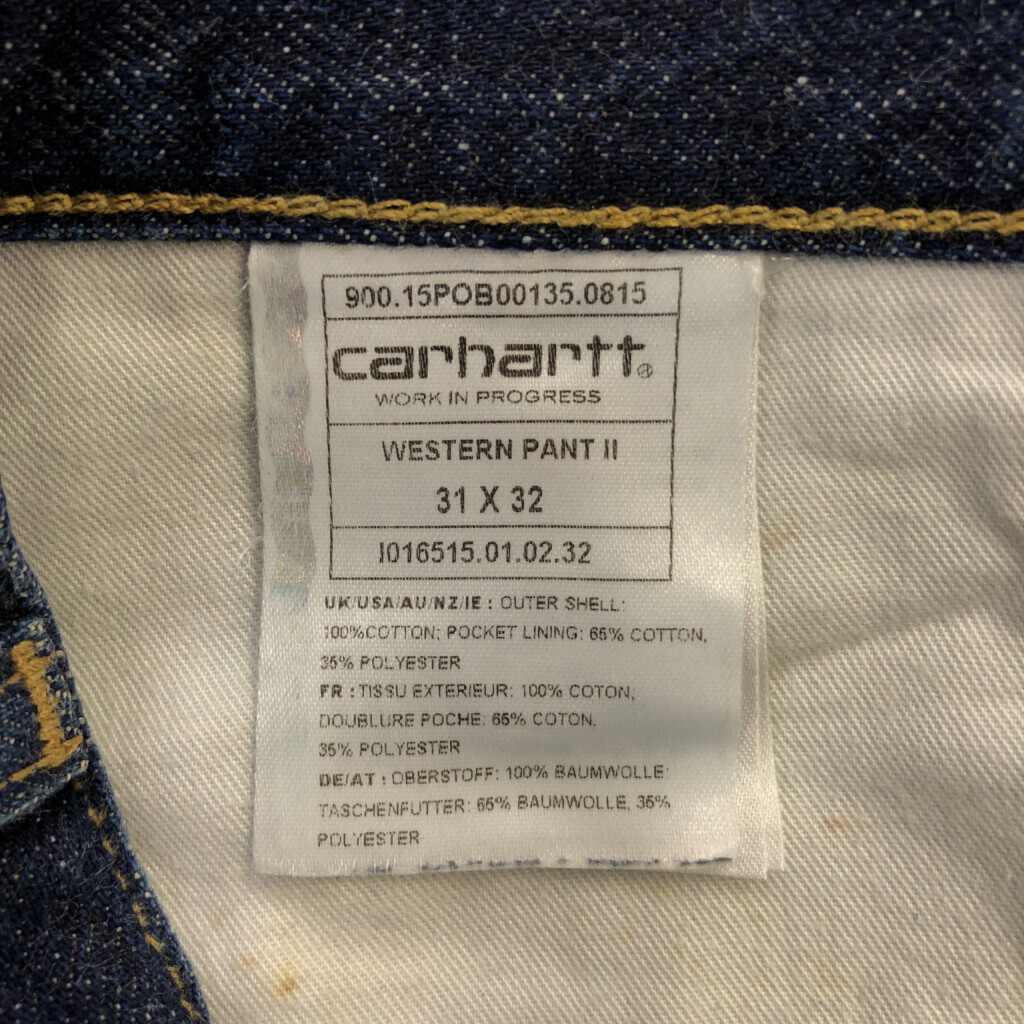 900.15POB00135.0815
carhartt®
WORK IN PROGRESS
WESTERN PANT II
31 X 32
I016515.01.02.32
UK/USA/AU/NZ/IE : OUTER SHELL:
100%COTTON; POCKET LINING: 65% COTTON,
35% POLYESTER
FR : TISSU EXTERIEUR: 100% COTON;
DOUBLURE POCHE: 65% COTON,
35% POLYESTER
DE/AT : OBERSTOFF: 100% BAUMWOLLE;
TASCHENFUTTER: 65% BAUMWOLLE, 35%
POLYESTER